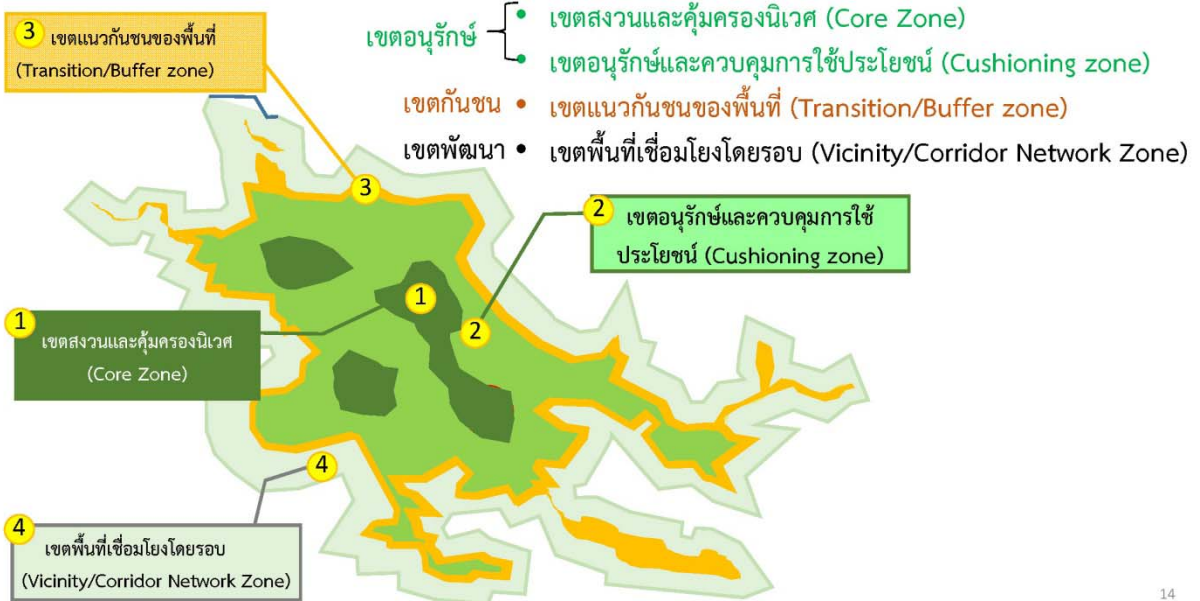 3 เขตแนวกันชนของพื้นที่
(Transition/Buffer zone)
เขตอนุรักษ์
• เขตสงวนและคุ้มครองนิเวศ (Core Zone)
• เขตอนุรักษ์และควบคุมการใช้ประโยชน์ (Cushioning zone)
เขตกันชน • เขตแนวกันชนของพื้นที่ (Transition/Buffer zone)
เขตพัฒนา • เขตพื้นที่เชื่อมโยงโดยรอบ (Vicinity/Corridor Network Zone)
3
2 เขตอนุรักษ์และควบคุมการใช้
ประโยชน์ (Cushioning zone)
1
2
1 เขตสงวนและคุ้มครองนิเวศ
(Core Zone)
4
4 เขตพื้นที่เชื่อมโยงโดยรอบ
(Vicinity/Corridor Network Zone)
14